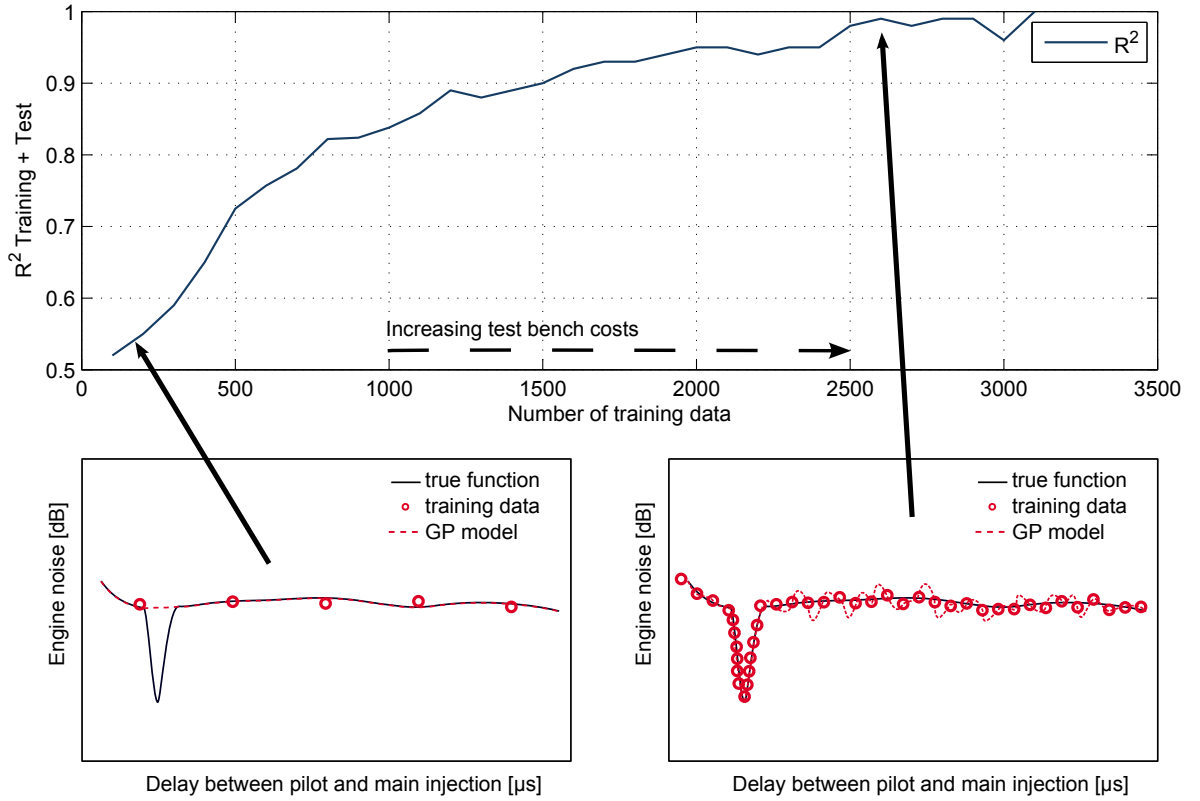 1
0.9
0.8
0.7
0.6
0.5
R² Training + Test
R²
Increasing test bench costs
0 500 1000 1500 2000 2500 3000 3500
Number of training data
Engine noise [dB]
true function
training data
GP model
Delay between pilot and main injection [µs]
Engine noise [dB]
true function
training data
GP model
Delay between pilot and main injection [µs]